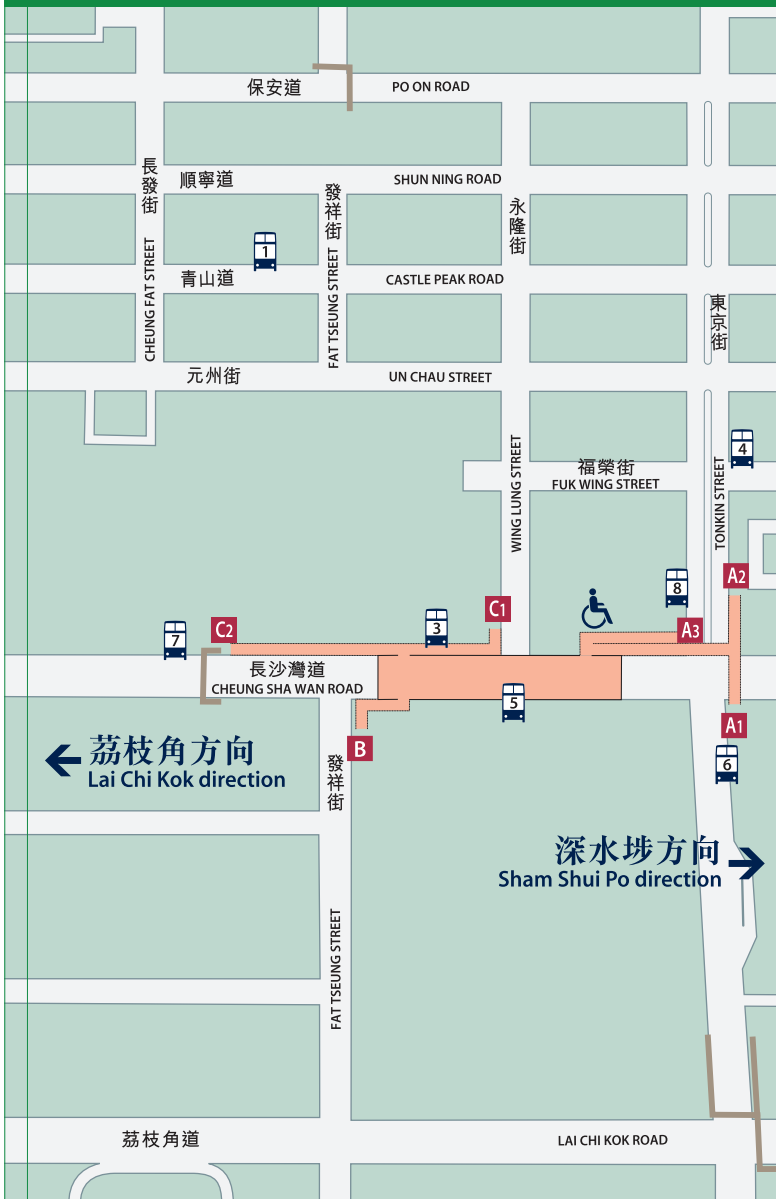 保安道
PO ON ROAD
長發街
順寧道
SHUN NING ROAD
發祥街
永隆街
1
青山道
CASTLE PEAK ROAD
CHEUNG FAT STREET
FAT TSEUNG STREET
東京街
元州街
UN CHAU STREET
4
WING LUNG STREET
福榮街
FUK WING STREET
TONKIN STREET
A2
8
C1
3
C2
7
A3
長沙灣道
CHEUNG SHA WAN ROAD
5
A1
B
6
荔枝角方向
Lai Chi Kok direction
發祥街
深水埗方向
Sham Shui Po direction
FAT TSEUNG STREET
荔枝角道
LAI CHI KOK ROAD